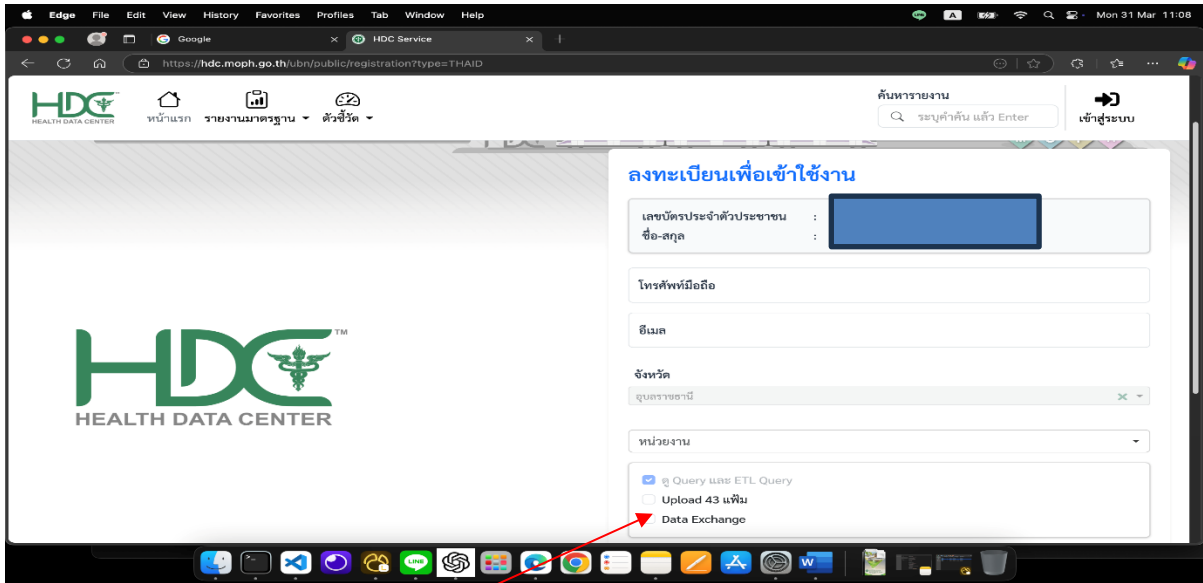 Edge File Edit View History Favorites Profiles Tab Window Help
LINE A Mon 31 Mar 11:08
Google HDC Service
https://hdc.moph.go.th/ubn/public/registration?type=THAID
HDC
HEALTH DATA CENTER
หน้าแรก รายงานมาตรฐาน ตัวชี้วัด
ค้นหารายงาน
ระบุคำค้น แล้ว Enter
เข้าสู่ระบบ
ลงทะเบียนเพื่อเข้าใช้งาน
เลขบัตรประจำตัวประชาชน :
ชื่อ-สกุล :
โทรศัพท์มือถือ
อีเมล
จังหวัด
อุบลราชธานี
หน่วยงาน
ดู Query และ ETL Query
Upload 43 แฟ้ม
Data Exchange
HDC TM
HEALTH DATA CENTER
LINE
W